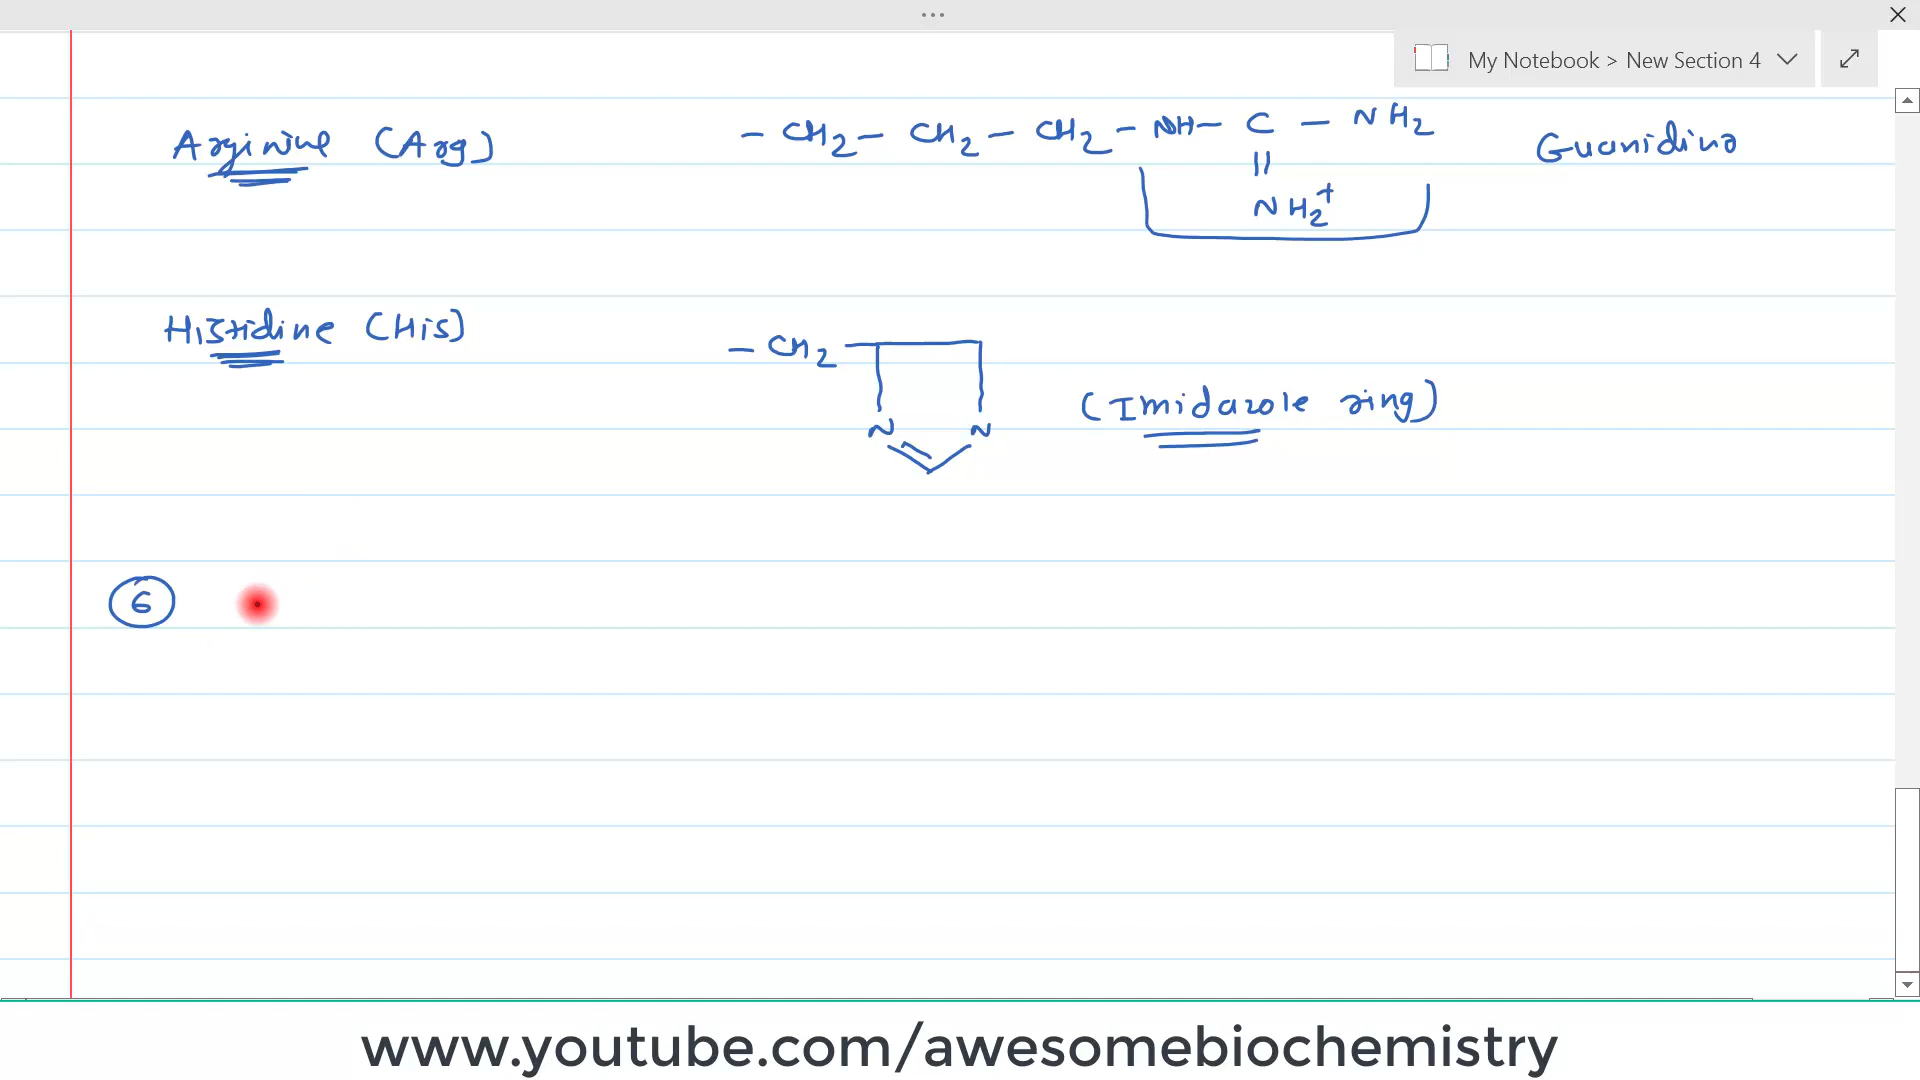 My Notebook > New Section 4
Arginine (Arg) - CH2 - CH2 - CH2 - NH - C - NH2 Guanidino
||
NH2+
Histidine (His) - CH2
N N (Imidazole ring)
6
www.youtube.com/awesomebiochemistry